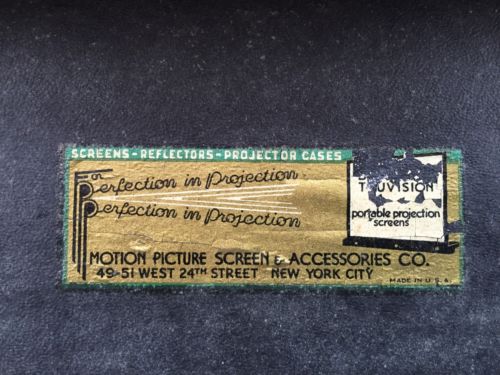 SCREENS-REFLECTORS-PROJECTOR CASES
For
Perfection in Projection
Perfection in Projection
portable projection
screens
MOTION PICTURE SCREEN & ACCESSORIES CO.
49-51 WEST 24TH STREET NEW YORK CITY
MADE IN U.S.A.